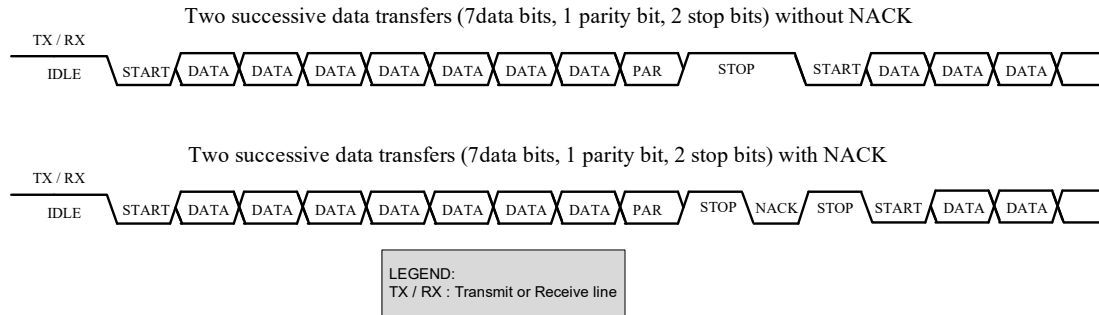 Two successive data transfers (7data bits, 1 parity bit, 2 stop bits) without NACK
TX / RX
IDLE START DATA DATA DATA DATA DATA DATA DATA PAR STOP START DATA DATA DATA
Two successive data transfers (7data bits, 1 parity bit, 2 stop bits) with NACK
TX / RX
IDLE START DATA DATA DATA DATA DATA DATA DATA PAR STOP NACK STOP START DATA DATA
LEGEND:
TX / RX : Transmit or Receive line